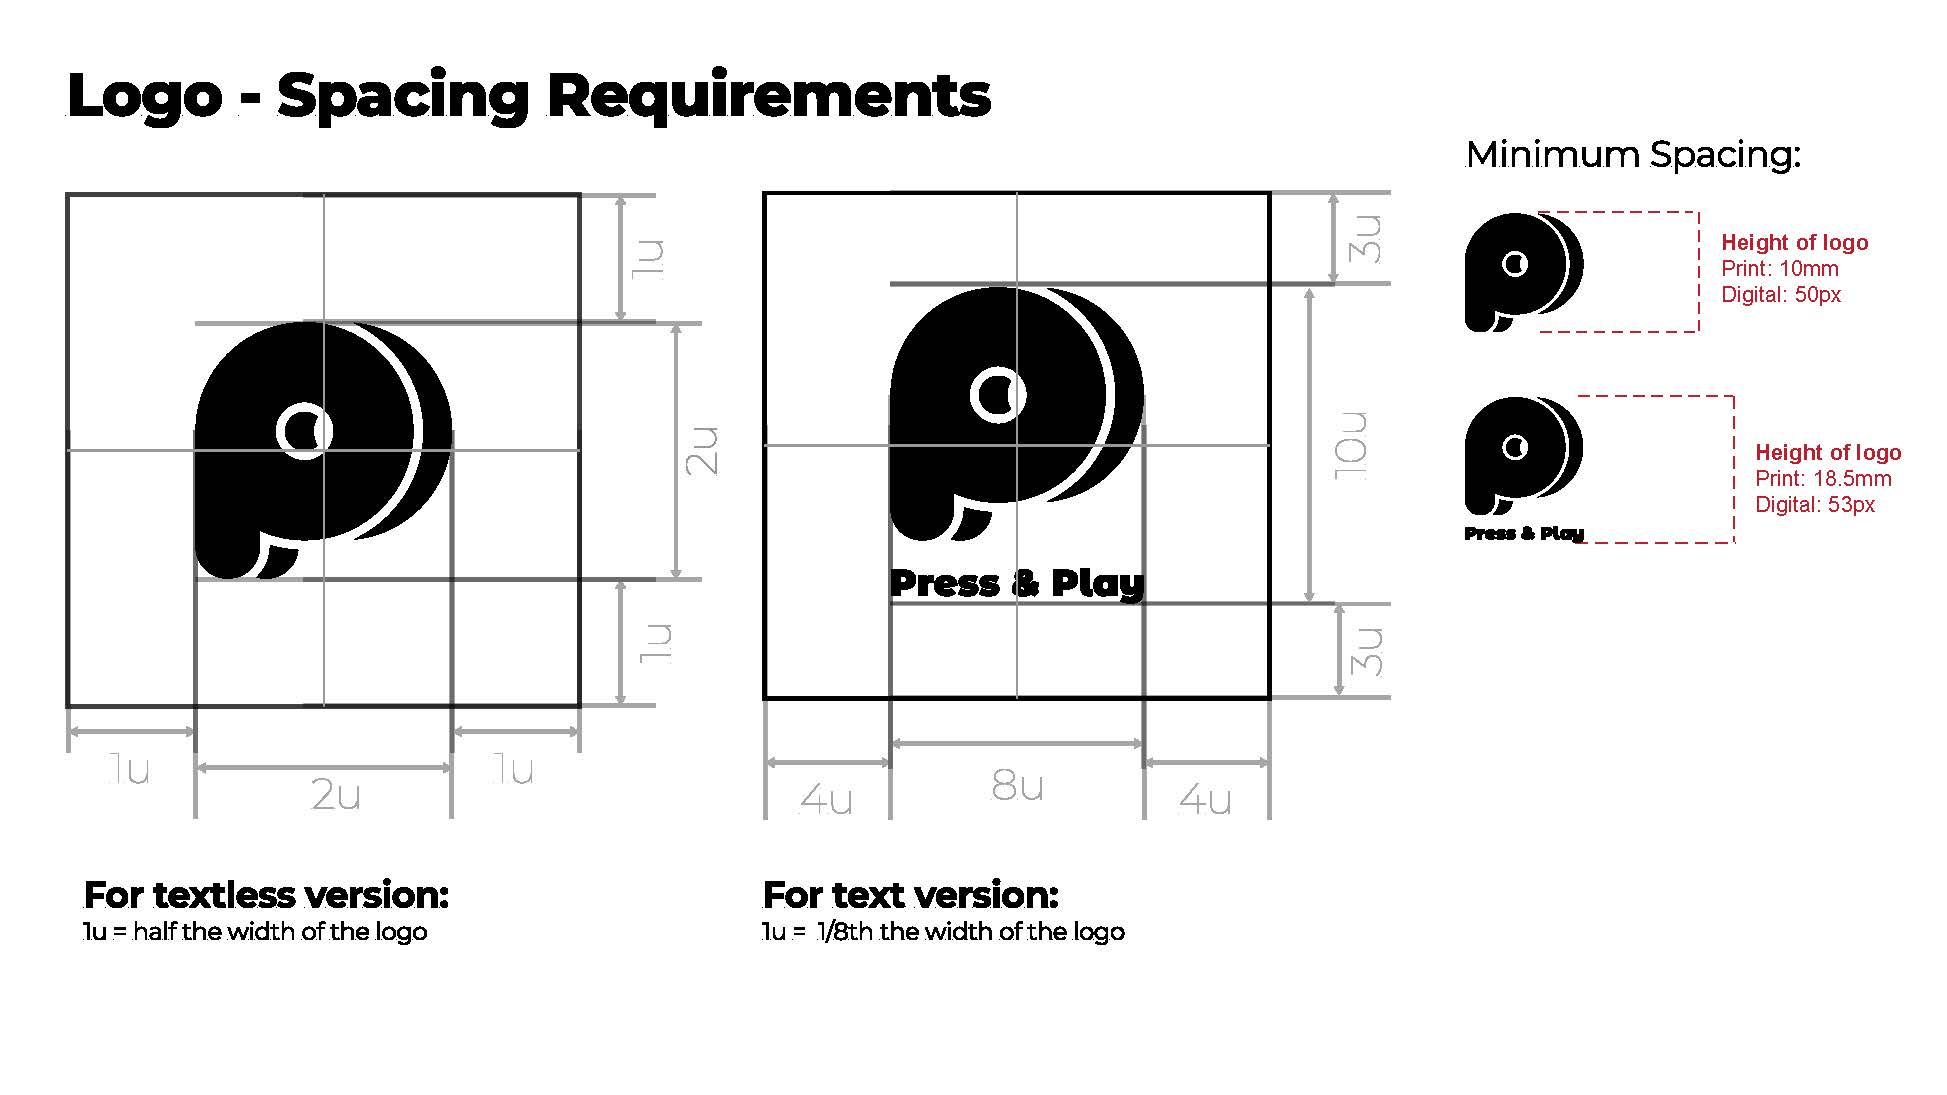 Logo - Spacing Requirements
1u
2u
1u
1u
2u
1u
For textless version:
1u = half the width of the logo
3u
10u
Press & Play
3u
4u
8u
4u
For text version:
1u = 1/8th the width of the logo
Minimum Spacing:
Height of logo
Print: 10mm
Digital: 50px
Press & Play
Height of logo
Print: 18.5mm
Digital: 53px